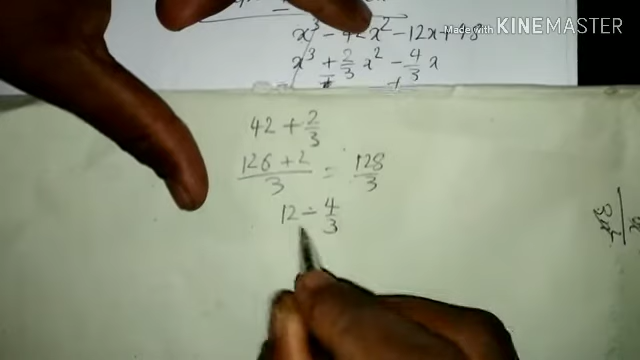 Made with KINEMASTER
x³ - 42x² - 12x + 48
x³ + 2/3 x² - 4/3 x
+
42 + 2/3
126 + 2/3 = 128/3
12 ÷ 4/3